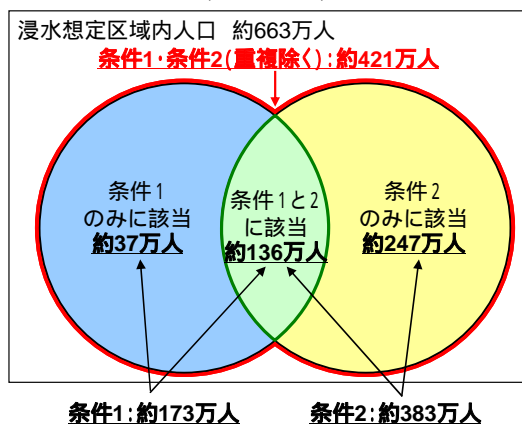 浸水想定区域内人口 約663万人
条件1・条件2(重複除く):約421万人
条件1
のみに該当
約37万人
条件1と2
に該当
約136万人
条件2
のみに該当
約247万人
条件1:約173万人
条件2:約383万人